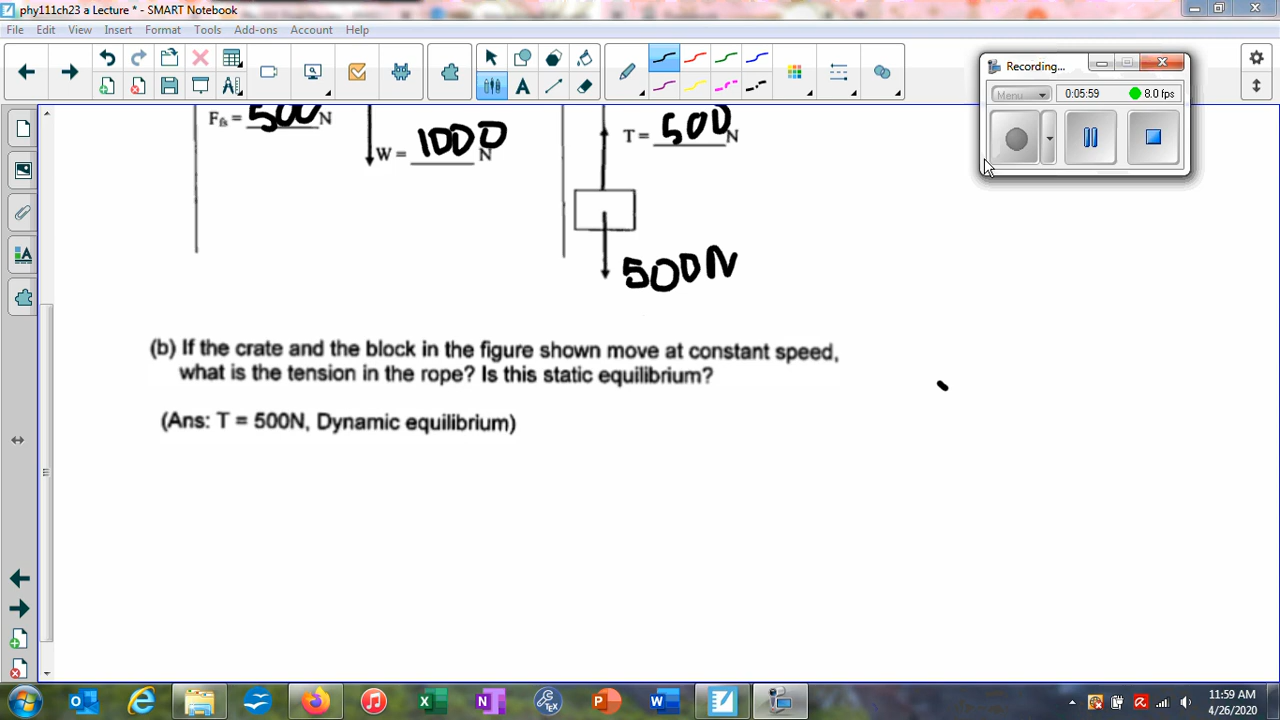 phy111ch23 a Lecture * - SMART Notebook
File Edit View Insert Format Tools Add-ons Account Help
Recording...
Menu 0:05:59 8.0 fps
Ffs = 500 N
W = 1000 N
T = 500 N
500N
(b) If the crate and the block in the figure shown move at constant speed,
what is the tension in the rope? Is this static equilibrium?
(Ans: T = 500N, Dynamic equilibrium)
11:59 AM
4/26/2020